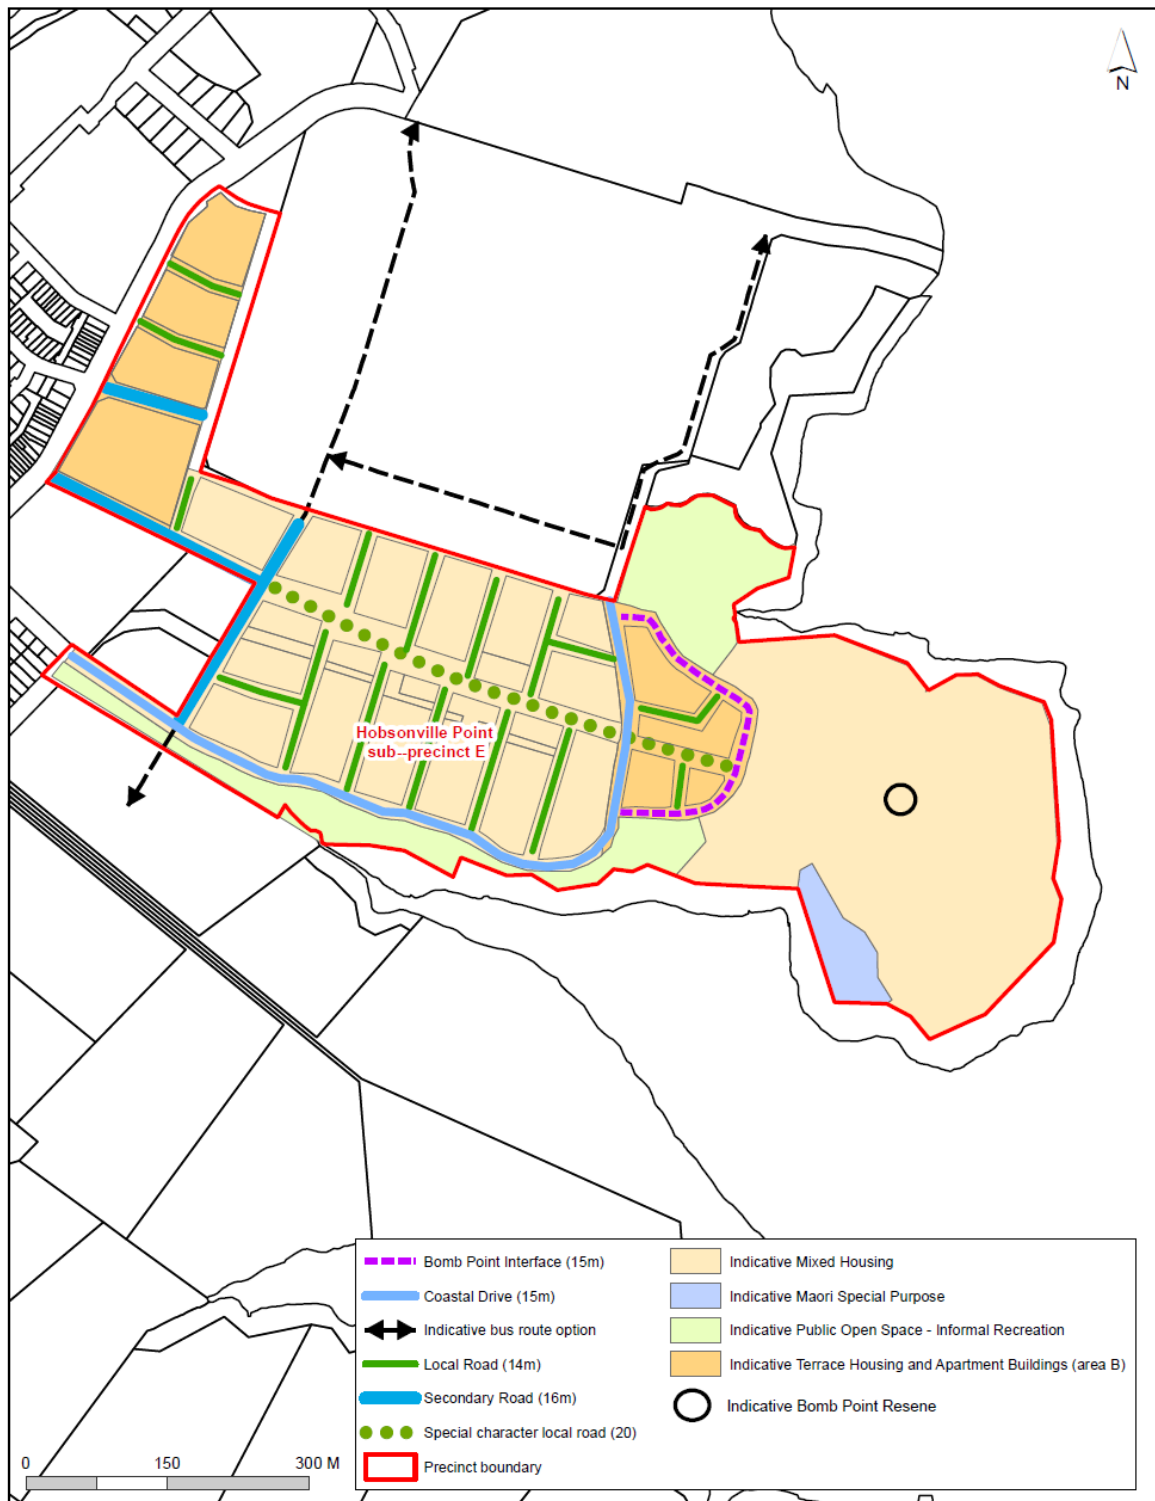 N
Hobsonville Point
sub--precinct E
Bomb Point Interface (15m)
Coastal Drive (15m)
Indicative bus route option
Local Road (14m)
Secondary Road (16m)
Special character local road (20)
Precinct boundary
Indicative Mixed Housing
Indicative Maori Special Purpose
Indicative Public Open Space - Informal Recreation
Indicative Terrace Housing and Apartment Buildings (area B)
Indicative Bomb Point Resene
0 150 300 M